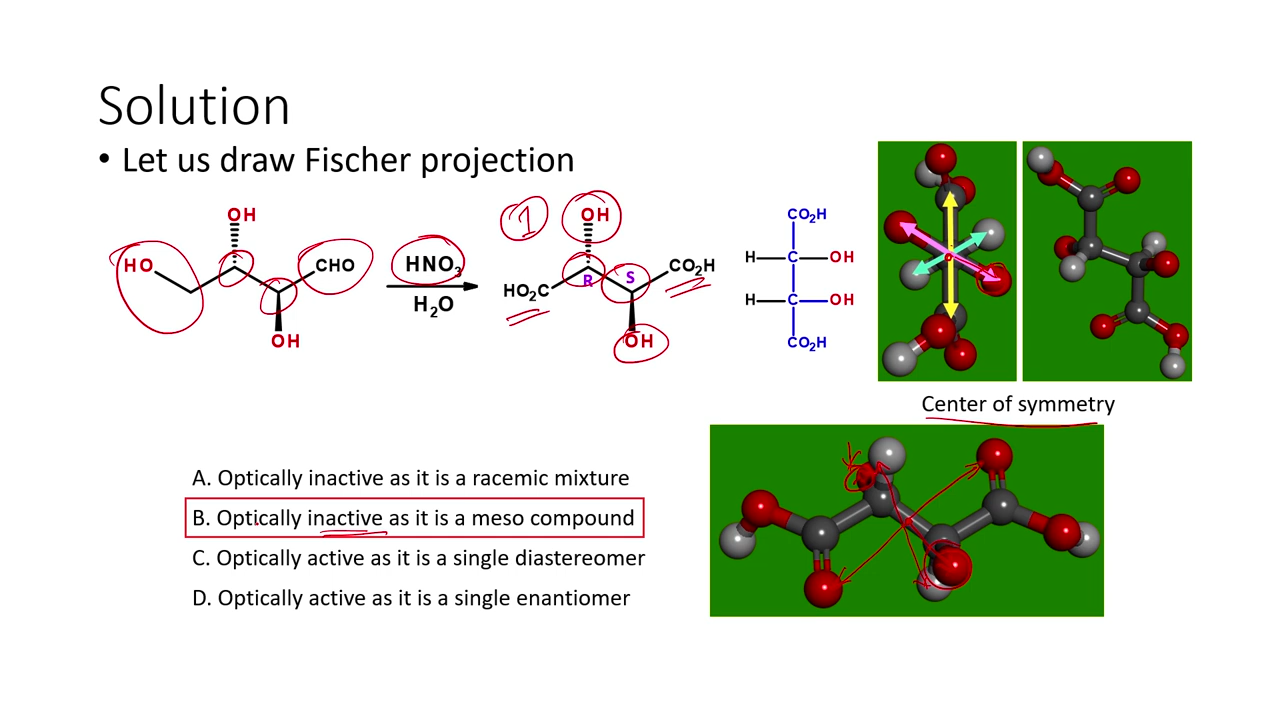 Solution
• Let us draw Fischer projection
OH
HO
CHO
OH
HNO3
H2O
1
OH
CO2H
HO2C
R
S
OH
CO2H
H C OH
H C OH
CO2H
Center of symmetry
A. Optically inactive as it is a racemic mixture
B. Optically inactive as it is a meso compound
C. Optically active as it is a single diastereomer
D. Optically active as it is a single enantiomer